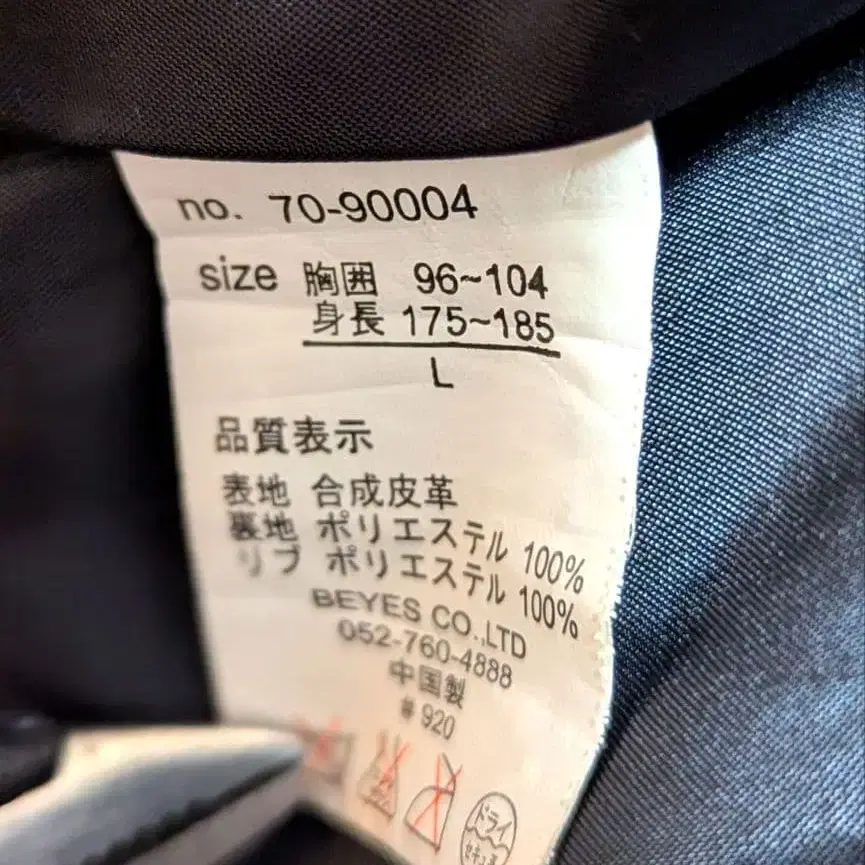 no. 70-90004
size 胸囲 96~104
身長 175~185
L
品質表示
表地 合成皮革
裏地 ポリエステル 100%
リブ ポリエステル 100%
BEYES CO.,LTD
052-760-4888
中国製
# 920
ドライ